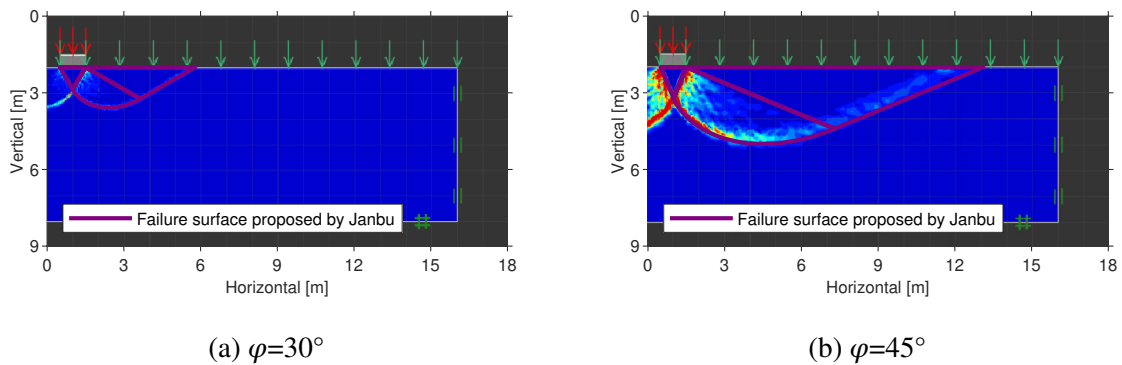 0
3
6
9
Vertical [m]
Failure surface proposed by Janbu
0 3 6 9 12 15 18
Horizontal [m]
(a) φ=30°
0
3
6
9
Vertical [m]
Failure surface proposed by Janbu
0 3 6 9 12 15 18
Horizontal [m]
(b) φ=45°